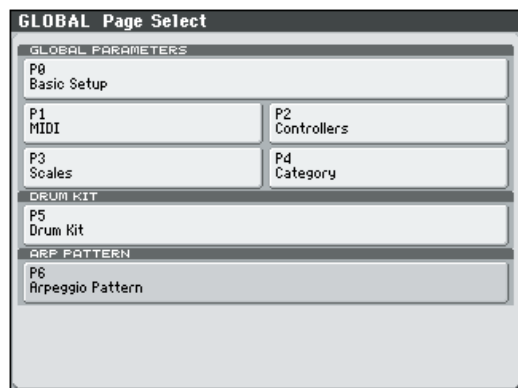 GLOBAL Page Select
GLOBAL PARAMETERS
P0
Basic Setup
P1
MIDI
P2
Controllers
P3
Scales
P4
Category
DRUM KIT
P5
Drum Kit
ARP PATTERN
P6
Arpeggio Pattern